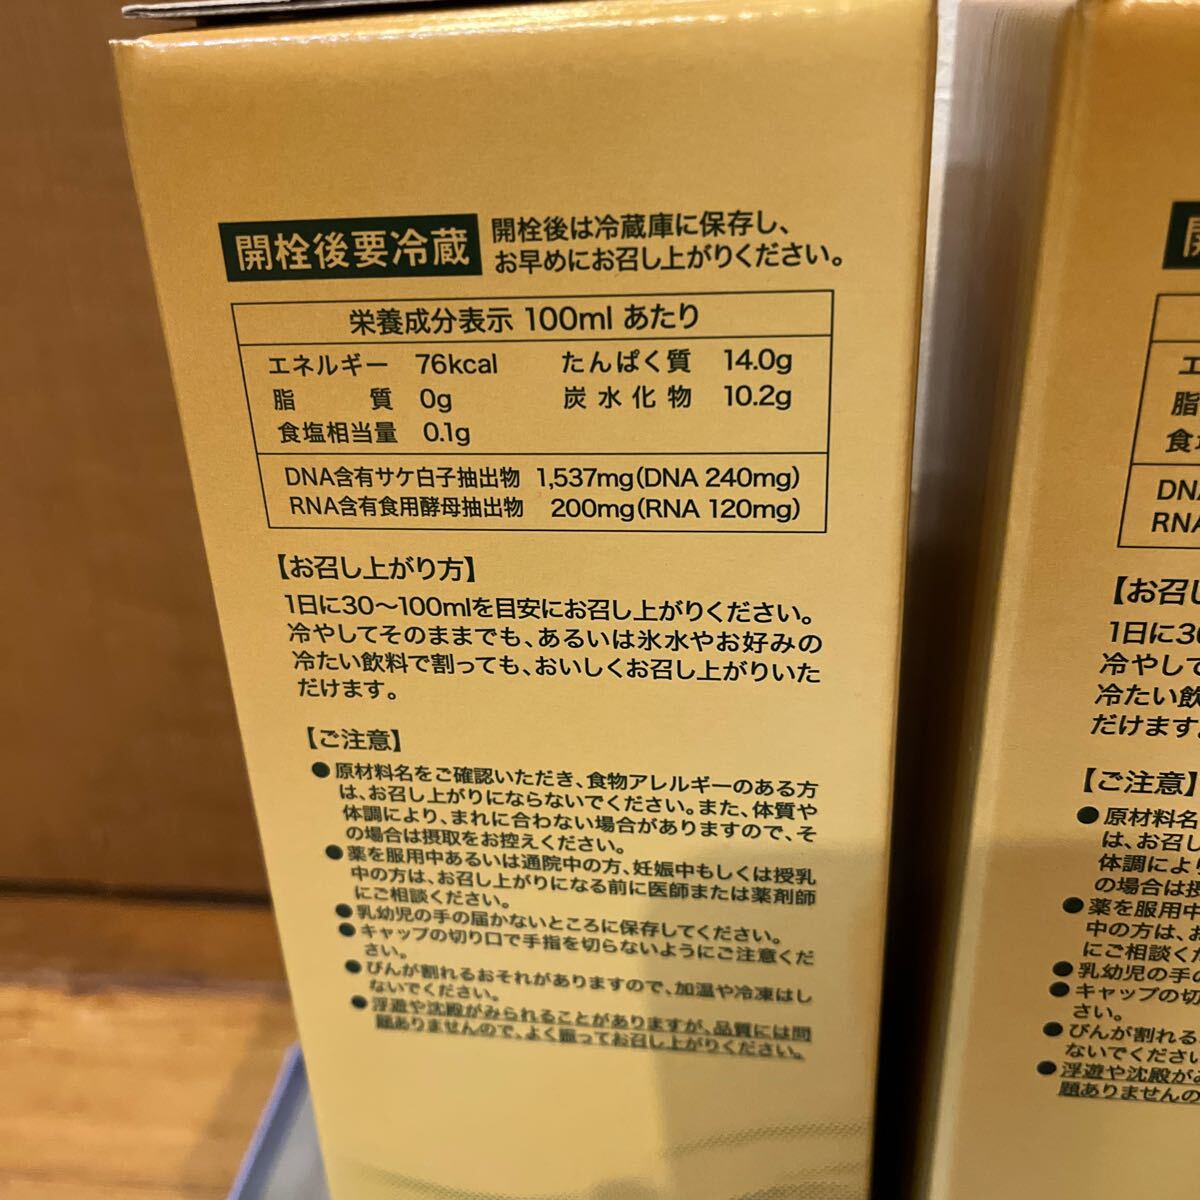 開栓後要冷蔵
開栓後は冷蔵庫に保存し、
お早めにお召し上がりください。
栄養成分表示 100ml あたり
エネルギー 76kcal たんぱく質 14.0g
脂質 0g 炭水化物 10.2g
食塩相当量 0.1g
DNA含有サケ白子抽出物 1,537mg(DNA 240mg)
RNA含有食用酵母抽出物 200mg(RNA 120mg)
【お召し上がり方】
1日に30〜100mlを目安にお召し上がりください。
冷やしてそのままでも、あるいは氷水やお好みの
冷たい飲料で割っても、おいしくお召し上がりいた
だけます。
【ご注意】
●原材料名をご確認いただき、食物アレルギーのある方
は、お召し上がりにならないでください。また、体質や
体調により、まれに合わない場合がありますので、そ
の場合は摂取をお控えください。
●薬を服用中あるいは通院中の方、妊娠中もしくは授乳
中の方は、お召し上がりになる前に医師または薬剤師
にご相談ください。
●乳幼児の手の届かないところに保存してください。
●キャップの切り口で手指を切らないようにご注意くだ
さい。
●びんが割れるおそれがありますので、加温や冷凍はし
ないでください。
●浮遊や沈殿がみられることがありますが、品質には問
題ありませんので、よく振ってお召し上がりください。
エ
脂
食
DNA
RNA
【お召し
1日に30
冷やして
冷たい飲
だけます。
【ご注意】
●原材料名
は、お召し
体調によ
の場合は摂
●薬を服用中
中の方は、お
にご相談くだ
●乳幼児の手の
●キャップの切
さい。
●びんが割れる
ないでください
●浮遊や沈殿がみ
題ありませんの